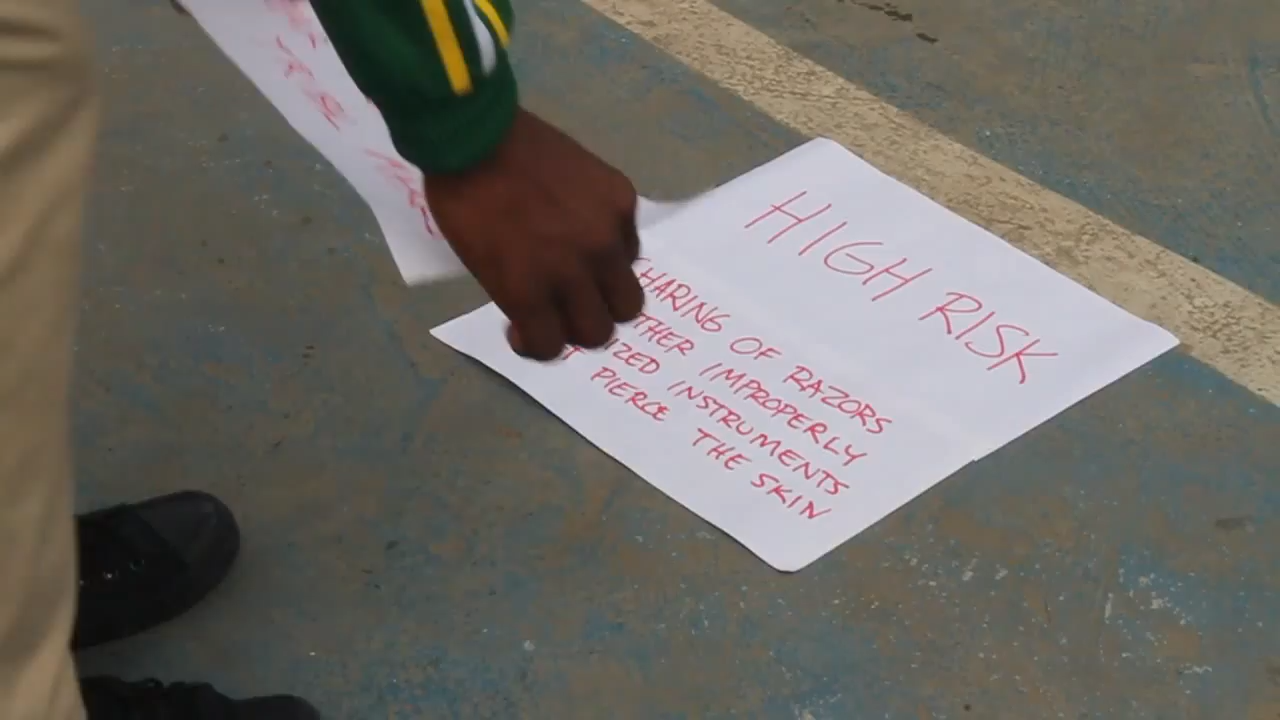 HIGH RISK
HARING OF RAZORS
THER IMPROPERLY
IZED INSTRUMENTS
T PIERCE THE SKIN